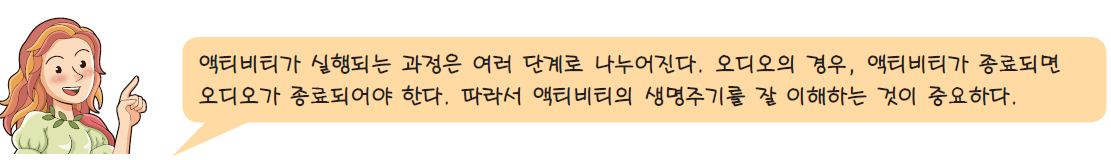 액티비티가 실행되는 과정은 여러 단계로 나누어진다. 오디오의 경우, 액티비티가 종료되면
오디오가 종료되어야 한다. 따라서 액티비티의 생명주기를 잘 이해하는 것이 중요하다.